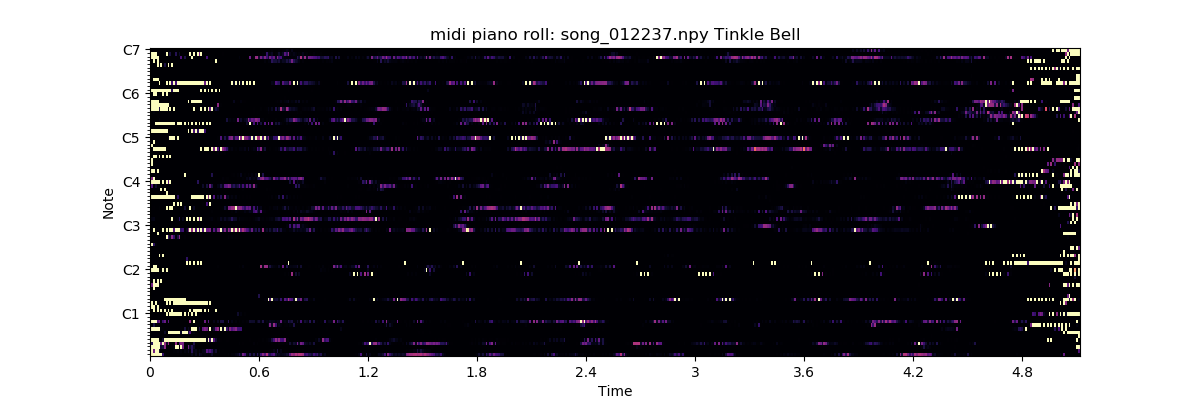 midi piano roll: song_012237.npy Tinkle Bell
C7
C6
C5
C4
C3
C2
C1
Note
0
0.6
1.2
1.8
2.4
3
3.6
4.2
4.8
Time